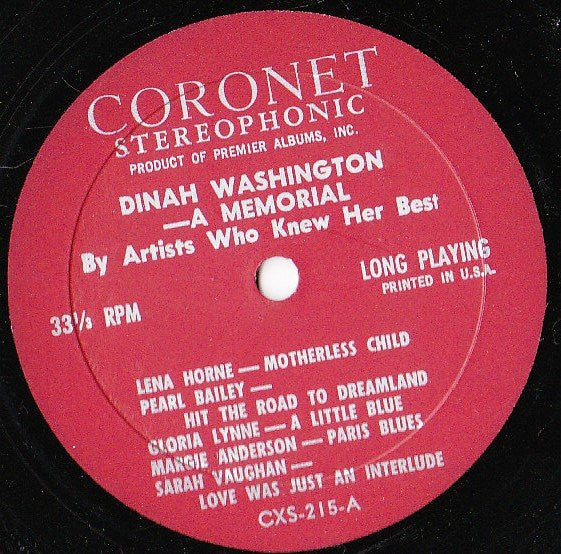 CORONET
STEREOPHONIC
PRODUCT OF PREMIER ALBUMS, INC.
DINAH WASHINGTON
—A MEMORIAL
By Artists Who Knew Her Best
33⅓ RPM
LONG PLAYING
PRINTED IN U.S.A.
LENA HORNE — MOTHERLESS CHILD
PEARL BAILEY —
HIT THE ROAD TO DREAMLAND
GLORIA LYNNE — A LITTLE BLUE
MARGIE ANDERSON — PARIS BLUES
SARAH VAUGHAN —
LOVE WAS JUST AN INTERLUDE
CXS-215-A